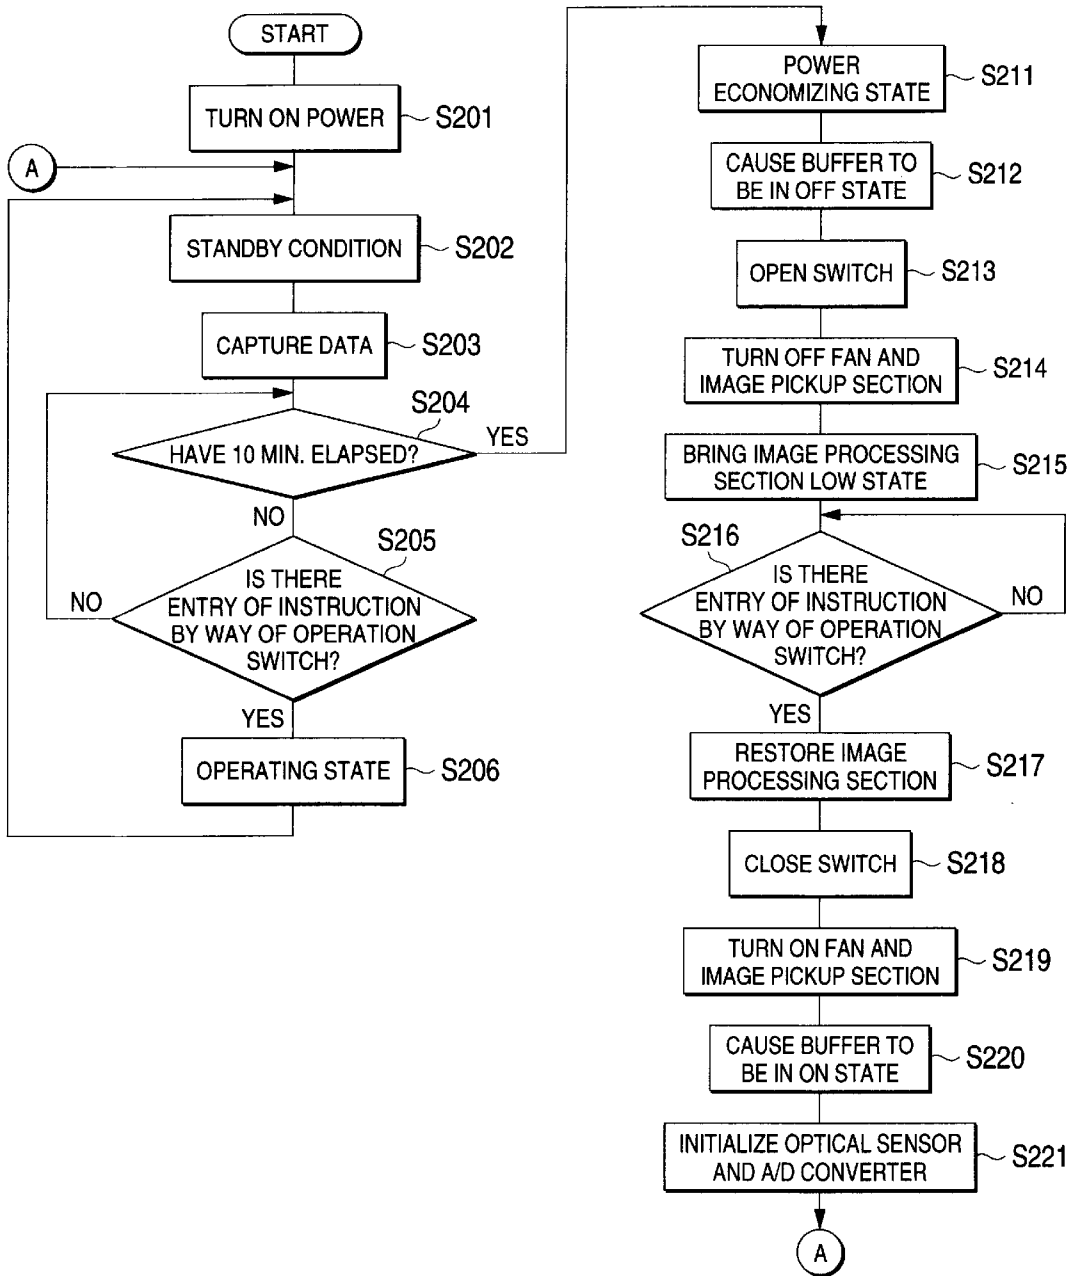 START
TURN ON POWER
S201
A
STANDBY CONDITION
S202
CAPTURE DATA
S203
S204
HAVE 10 MIN. ELAPSED?
YES
NO
S205
IS THERE
ENTRY OF INSTRUCTION
BY WAY OF OPERATION
SWITCH?
NO
YES
OPERATING STATE
S206
POWER
ECONOMIZING STATE
S211
CAUSE BUFFER TO
BE IN OFF STATE
S212
OPEN SWITCH
S213
TURN OFF FAN AND
IMAGE PICKUP SECTION
S214
BRING IMAGE PROCESSING
SECTION LOW STATE
S215
S216
IS THERE
ENTRY OF INSTRUCTION
BY WAY OF OPERATION
SWITCH?
NO
YES
RESTORE IMAGE
PROCESSING SECTION
S217
CLOSE SWITCH
S218
TURN ON FAN AND
IMAGE PICKUP SECTION
S219
CAUSE BUFFER TO
BE IN ON STATE
S220
INITIALIZE OPTICAL SENSOR
AND A/D CONVERTER
S221
A